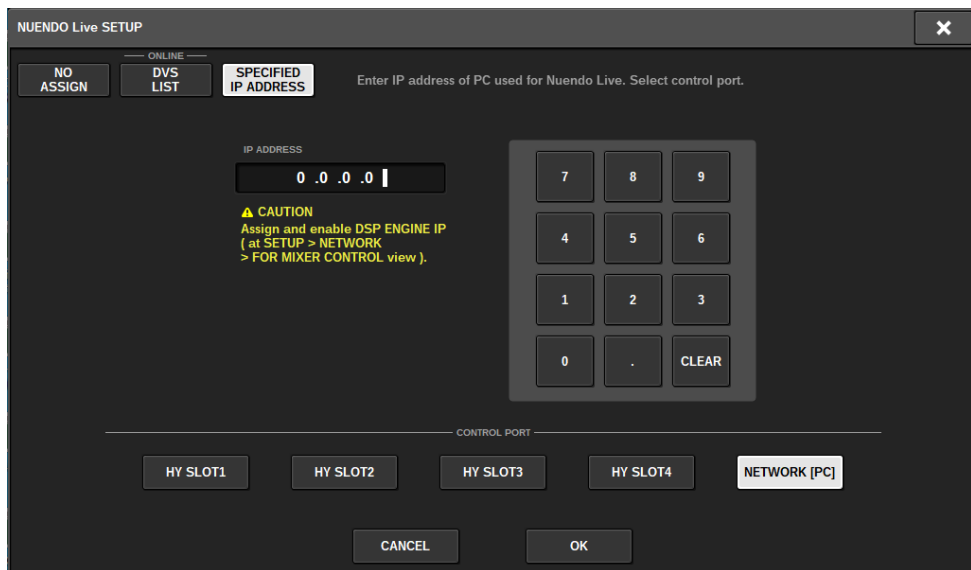 NUENDO Live SETUP
ONLINE
NO
ASSIGN
DVS
LIST
SPECIFIED
IP ADDRESS
Enter IP address of PC used for Nuendo Live. Select control port.
IP ADDRESS
0 .0 .0 .0
CAUTION
Assign and enable DSP ENGINE IP
( at SETUP > NETWORK
> FOR MIXER CONTROL view ).
7 8 9
4 5 6
1 2 3
0 . CLEAR
CONTROL PORT
HY SLOT1 HY SLOT2 HY SLOT3 HY SLOT4 NETWORK [PC]
CANCEL OK